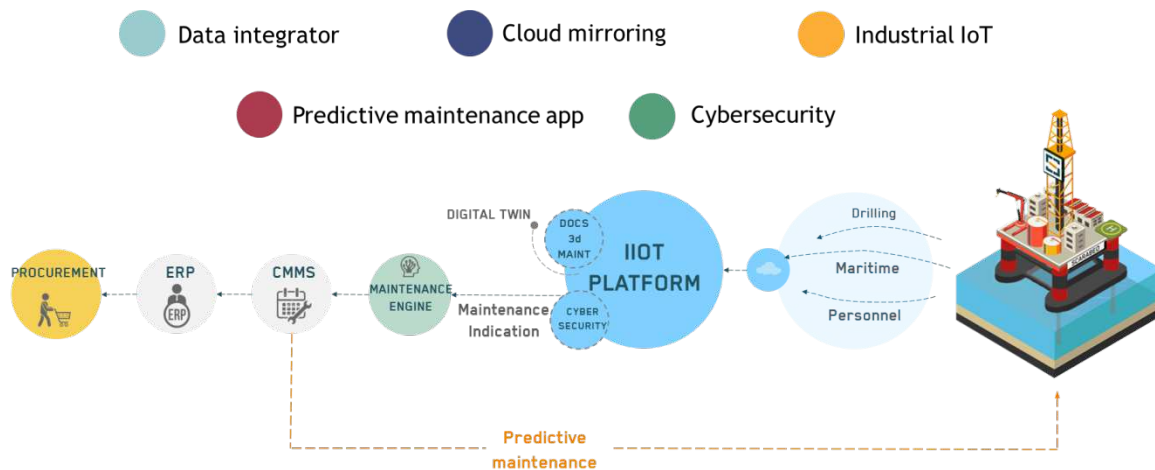 Data integrator
Cloud mirroring
Industrial IoT
Predictive maintenance app
Cybersecurity
DIGITAL TWIN
DOCS
3d
MAINT
IIOT
PLATFORM
Drilling
Maritime
Personnel
PROCUREMENT
ERP
ERP
CMMS
MAINTENANCE
ENGINE
Maintenance
Indication
CYBER
SECURITY
SCARABEO
H
Predictive
maintenance